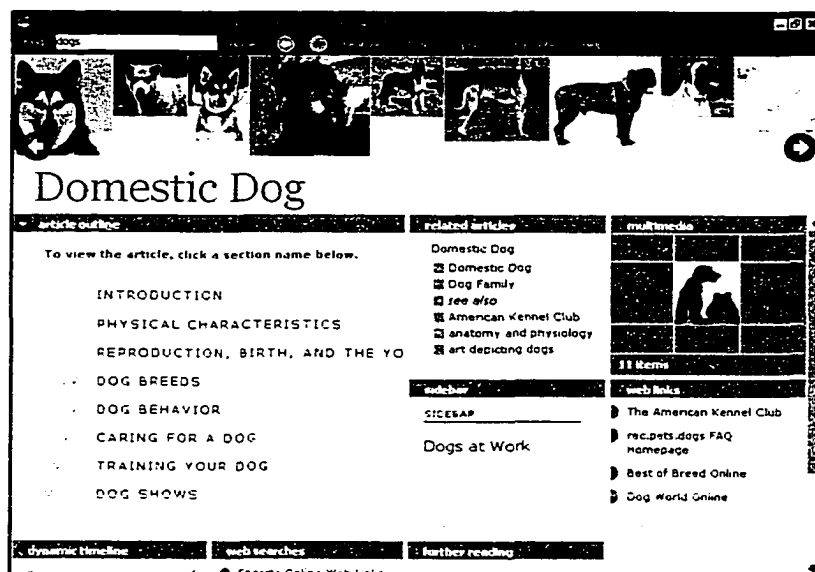 dogs
Domestic Dog
article outline
To view the article, click a section name below.
INTRODUCTION
PHYSICAL CHARACTERISTICS
REPRODUCTION, BIRTH, AND THE YO
DOG BREEDS
DOG BEHAVIOR
CARING FOR A DOG
TRAINING YOUR DOG
DOG SHOWS
related articles
Domestic Dog
Domestic Dog
Dog Family
see also
American Kennel Club
anatomy and physiology
art depicting dogs
sidebar
SIDEBAR
Dogs at Work
multimedia
11 items
web links
The American Kennel Club
rec.pets.dogs FAQ
Homepage
Best of Breed Online
Dog World Online
dynamic timeline
web searches
further reading